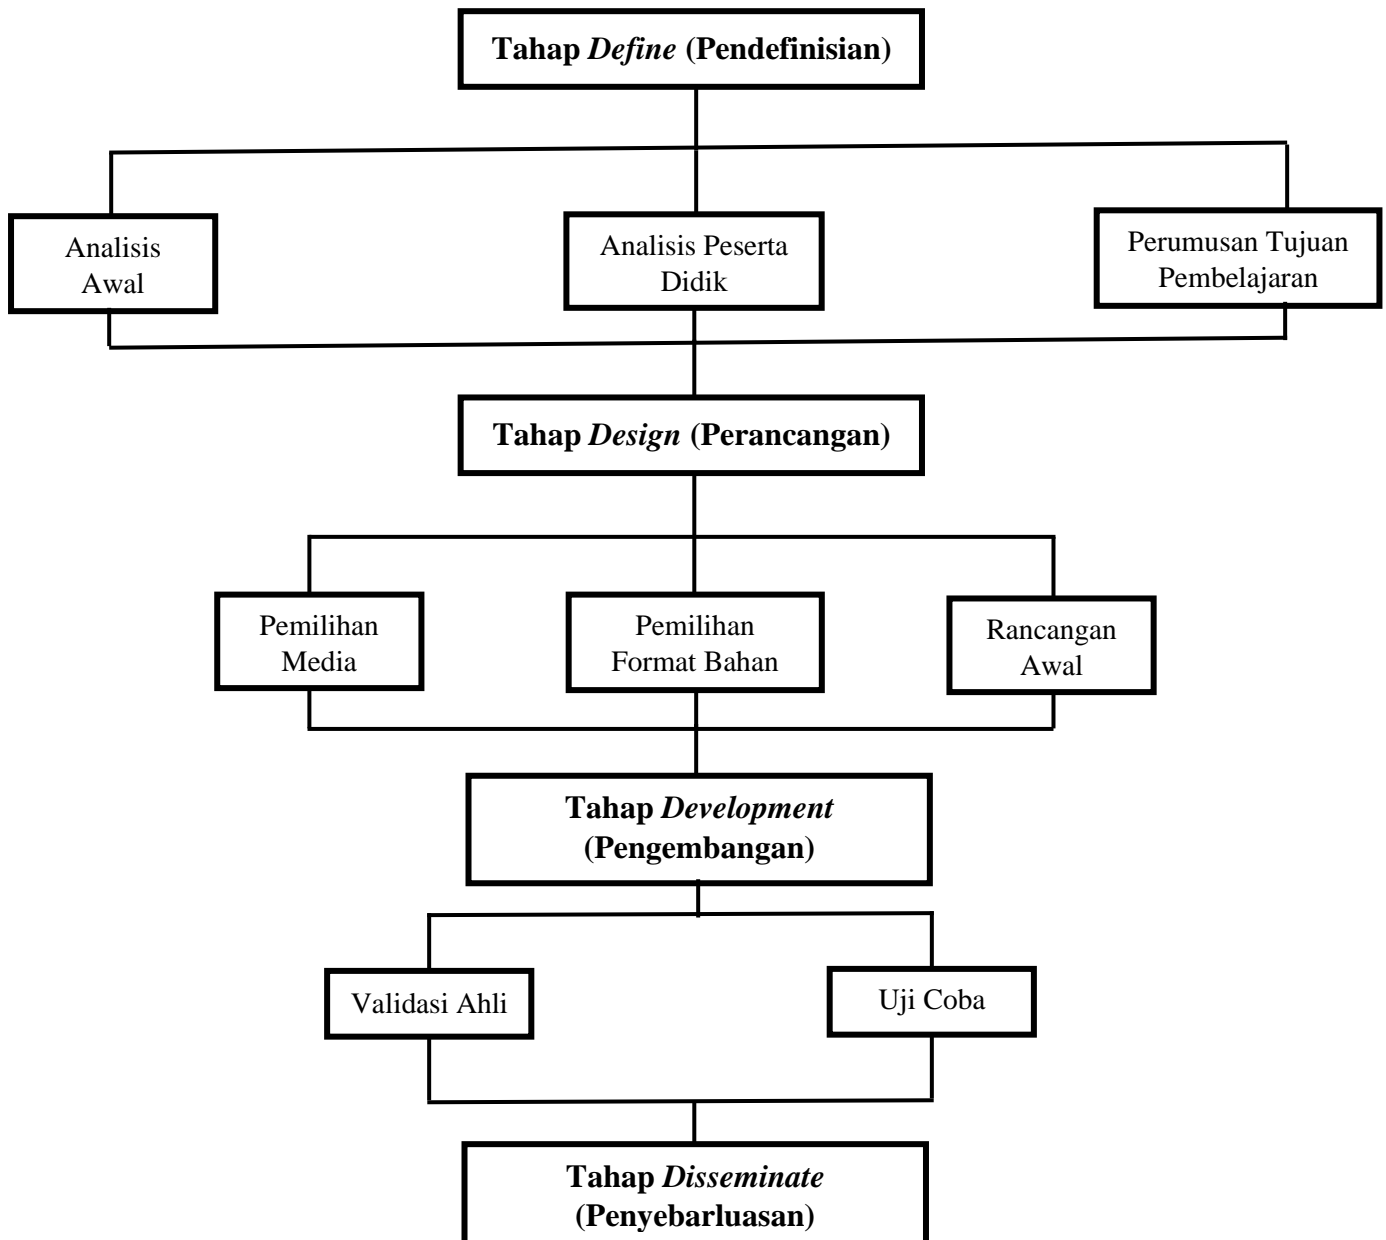 Tahap Define (Pendefinisian)
Analisis
Awal
Analisis Peserta
Didik
Perumusan Tujuan
Pembelajaran
Tahap Design (Perancangan)
Pemilihan
Media
Pemilihan
Format Bahan
Rancangan
Awal
Tahap Development
(Pengembangan)
Validasi Ahli
Uji Coba
Tahap Disseminate
(Penyebarluasan)